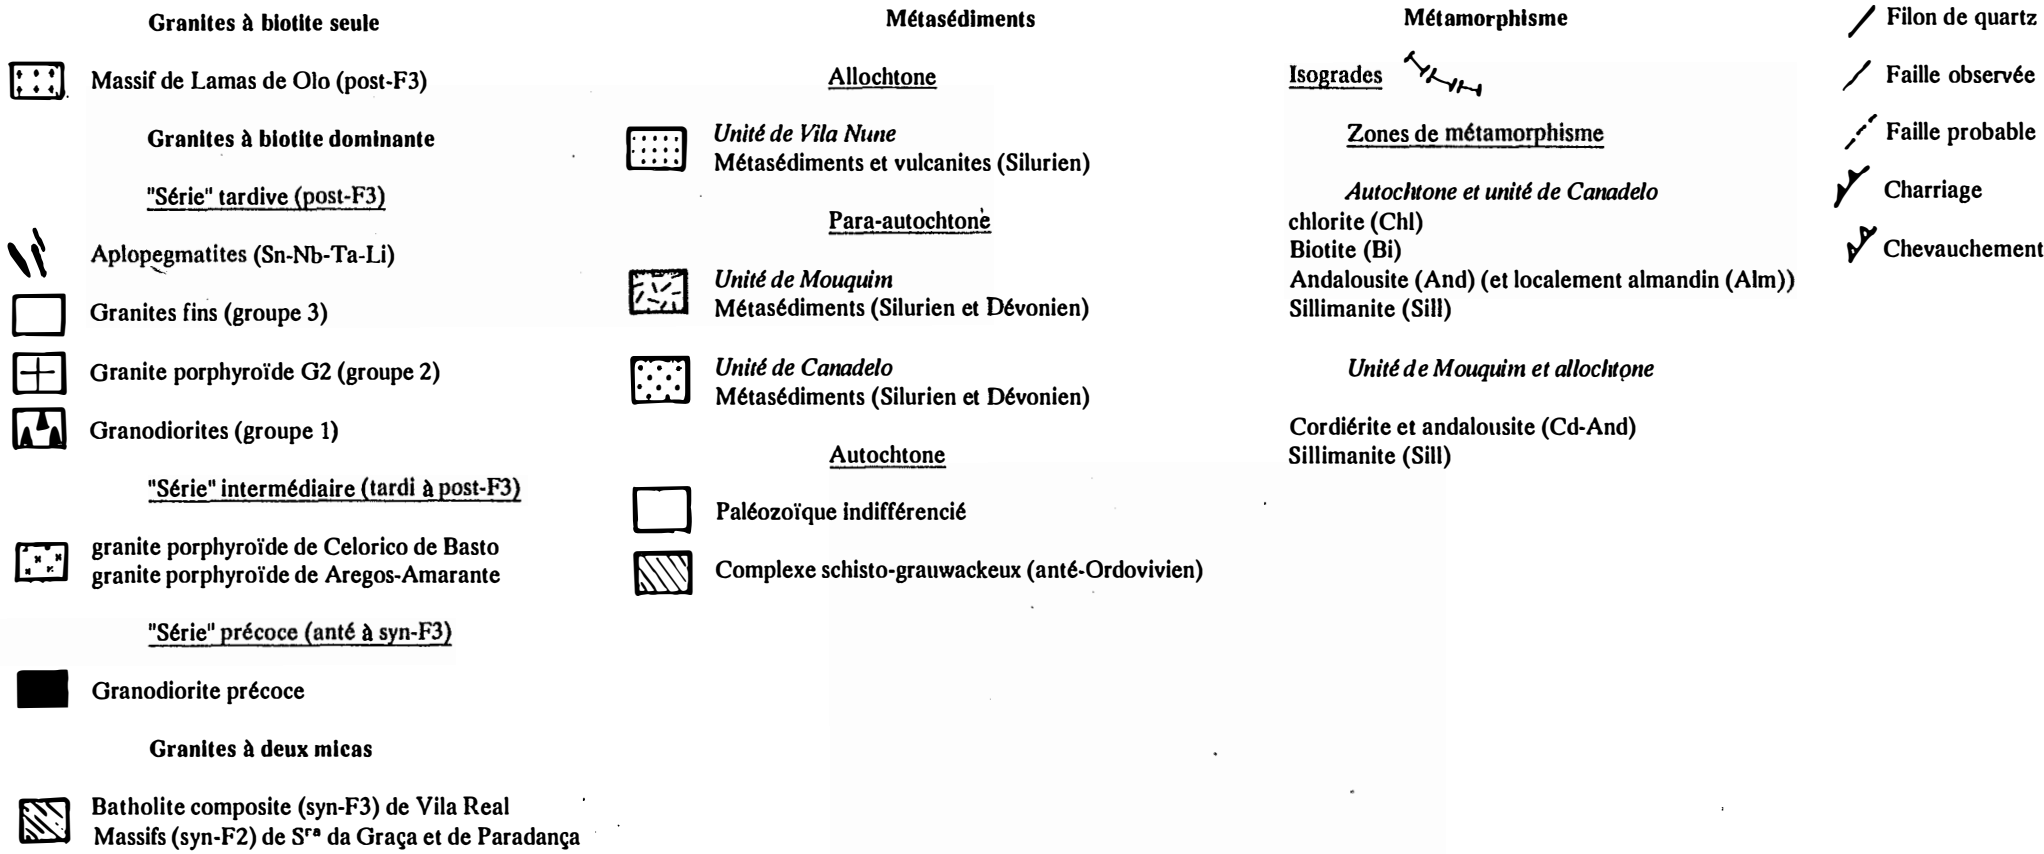 Granites à biotite seule
Massif de Lamas de Olo (post-F3)
Granites à biotite dominante
"Série" tardive (post-F3)
Aplopegmatites (Sn-Nb-Ta-Li)
Granites fins (groupe 3)
Granite porphyroïde G2 (groupe 2)
Granodiorites (groupe 1)
"Série" intermédiaire (tardi à post-F3)
granite porphyroïde de Celorico de Basto
granite porphyroïde de Aregos-Amarante
"Série" précoce (anté à syn-F3)
Granodiorite précoce
Granites à deux micas
Batholite composite (syn-F3) de Vila Real
Massifs (syn-F2) de Sra da Graça et de Paradança
Métasédiments
Allochtone
Unité de Vila Nune
Métasédiments et vulcanites (Silurien)
Para-autochtone
Unité de Mouquim
Métasédiments (Silurien et Dévonien)
Unité de Canadelo
Métasédiments (Silurien et Dévonien)
Autochtone
Paléozoïque indifférencié
Complexe schisto-grauwackeux (anté-Ordovivien)
Métamorphisme
Isogrades
Zones de métamorphisme
Autochtone et unité de Canadelo
chlorite (Chl)
Biotite (Bi)
Andalousite (And) (et localement almandin (Alm))
Sillimanite (Sill)
Unité de Mouquim et allochtone
Cordiérite et andalousite (Cd-And)
Sillimanite (Sill)
Filon de quartz
Faille observée
Faille probable
Charriage
Chevauchement